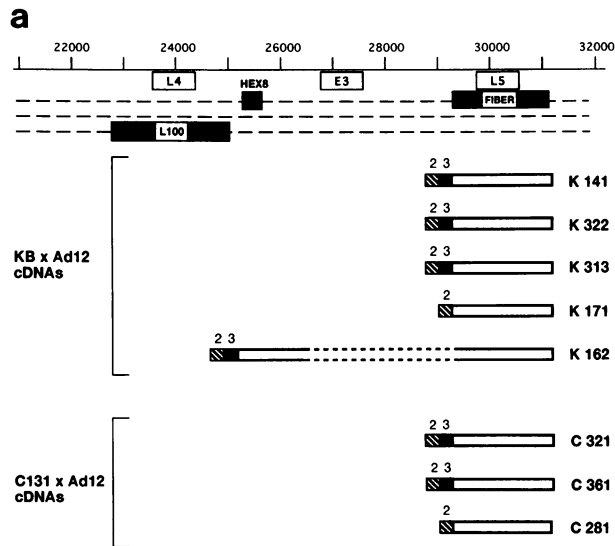 a
22000 24000 26000 28000 30000 32000
L4 HEX8 E3 L5
FIBER
L100
2 3
K 141
2 3
K 322
KB x Ad12
cDNAs
2 3
K 313
2
K 171
2 3
K 162
2 3
C 321
2 3
C 361
C131 x Ad12
cDNAs
2
C 281